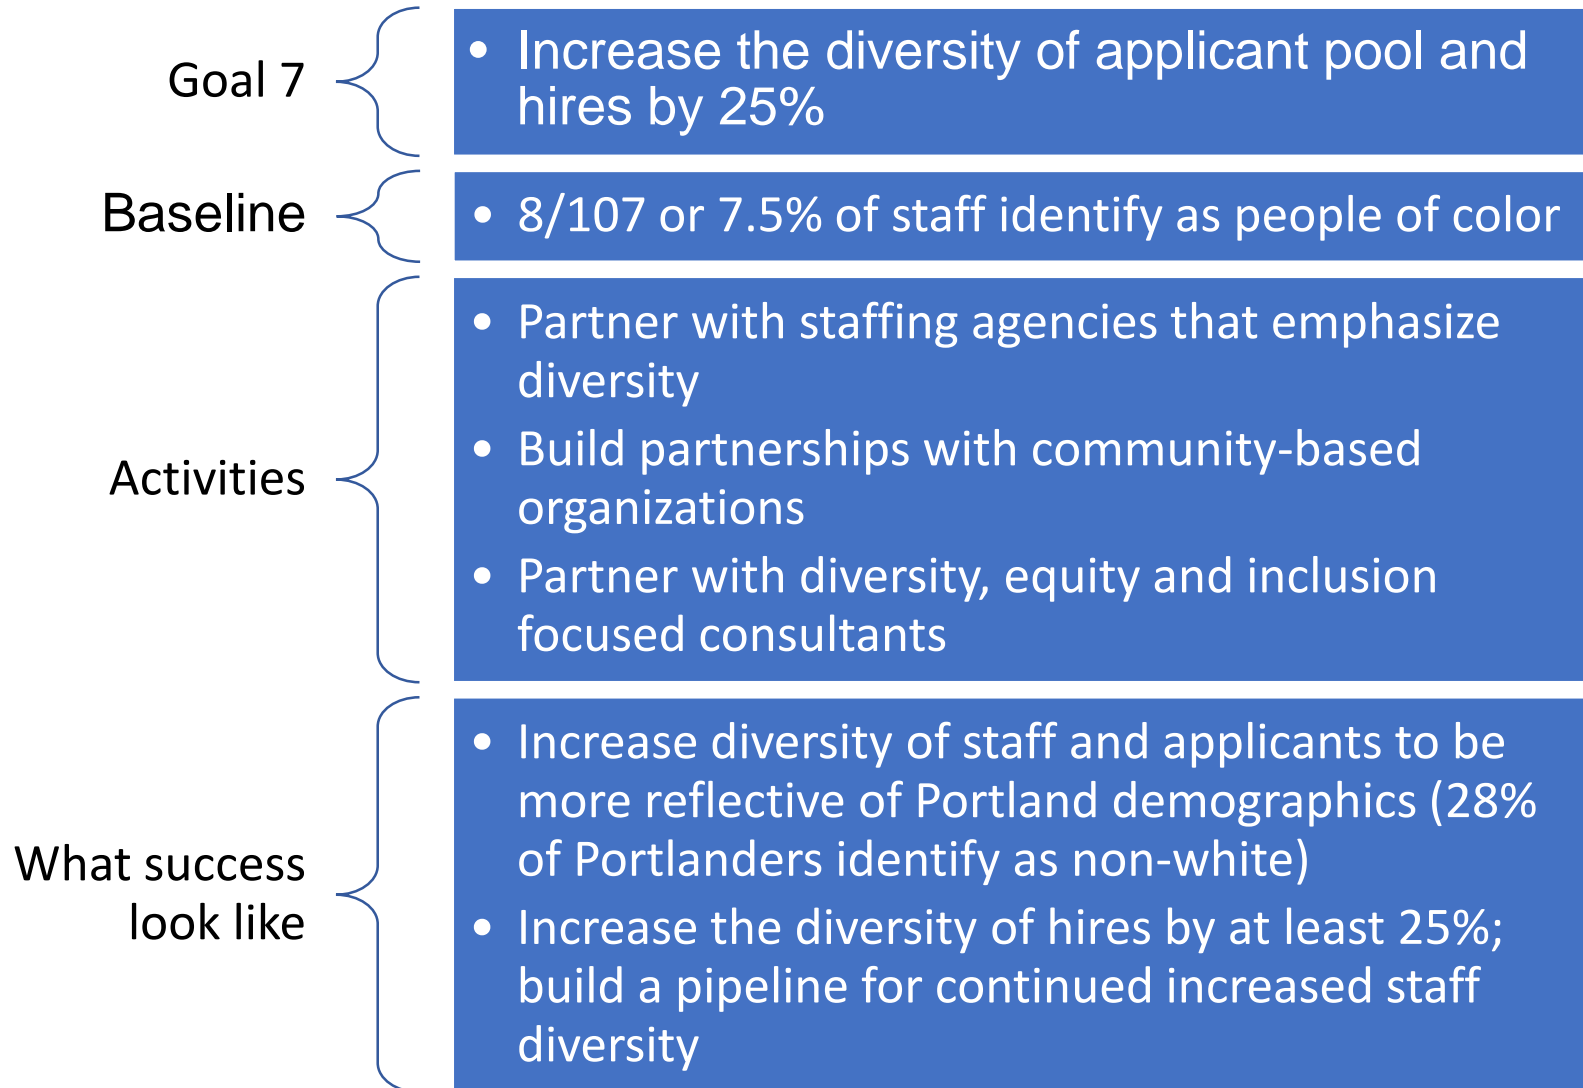 Goal 7
• Increase the diversity of applicant pool and
hires by 25%
Baseline
• 8/107 or 7.5% of staff identify as people of color
Activities
• Partner with staffing agencies that emphasize
diversity
• Build partnerships with community-based
organizations
• Partner with diversity, equity and inclusion
focused consultants
What success
look like
• Increase diversity of staff and applicants to be
more reflective of Portland demographics (28%
of Portlanders identify as non-white)
• Increase the diversity of hires by at least 25%;
build a pipeline for continued increased staff
diversity